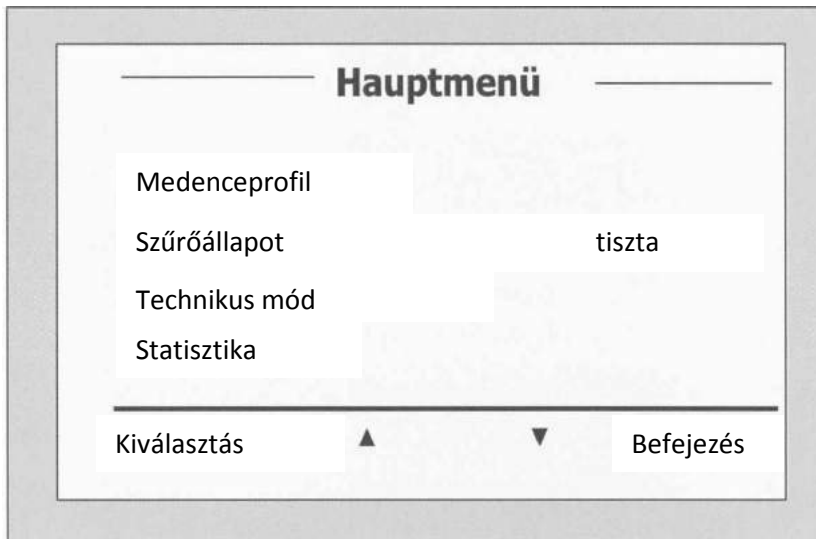 Hauptmenü
Medenceprofil
Szűrőállapot tiszta
Technikus mód
Statisztika
Kiválasztás ▲ ▼ Befejezés